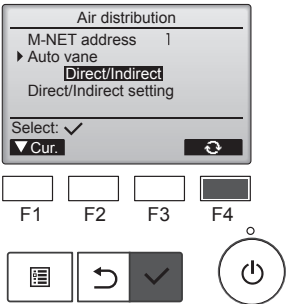 Air distribution
M-NET address 1
Auto vane
Direct/Indirect
Direct/Indirect setting
Select:
Cur.
F1 F2 F3 F4